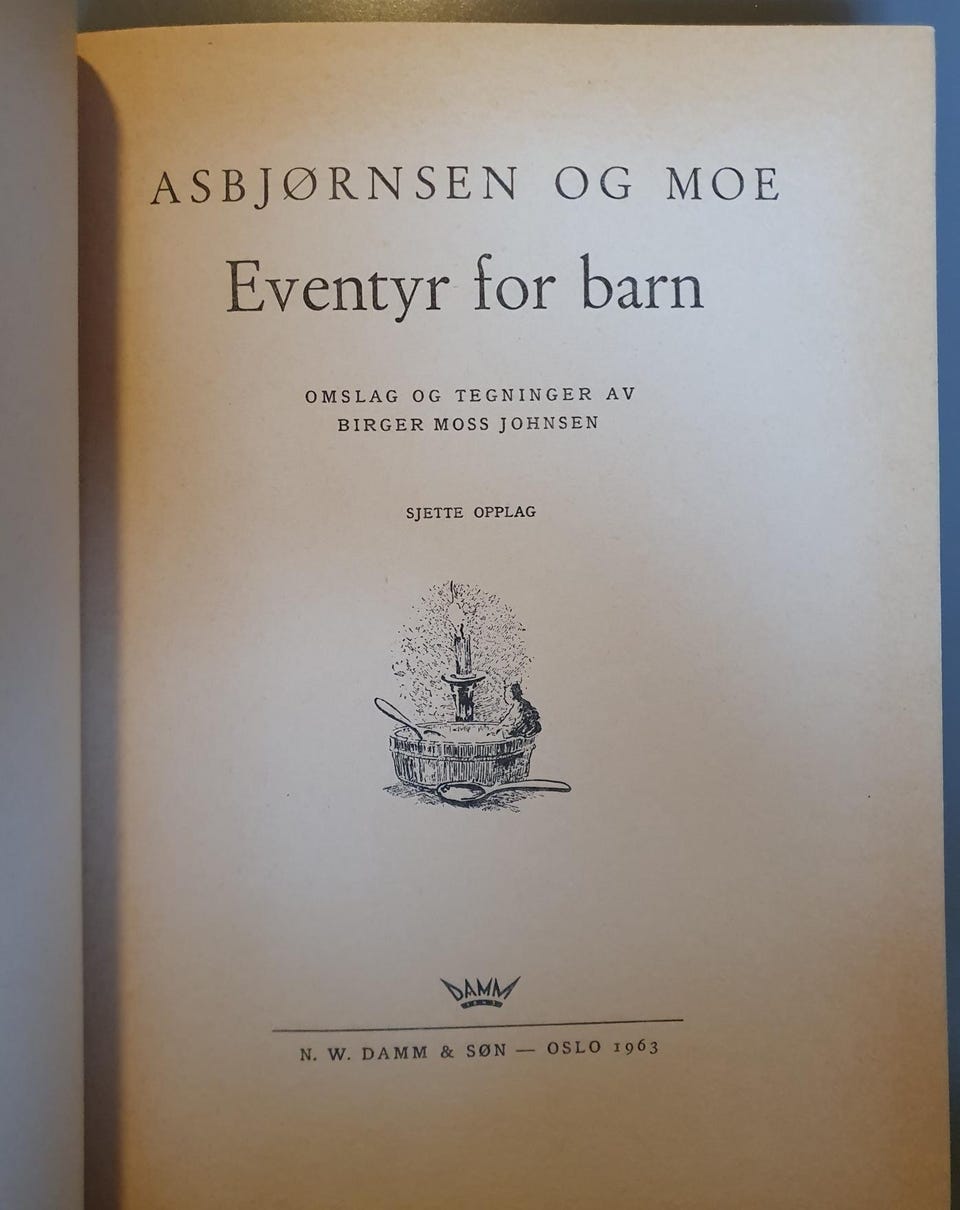 ASBJØRNSEN OG MOE
Eventyr for barn
OMSLAG OG TEGNINGER AV
BIRGER MOSS JOHNSEN
SJETTE OPPLAG
DAMM
N. W. DAMM & SØN — OSLO 1963